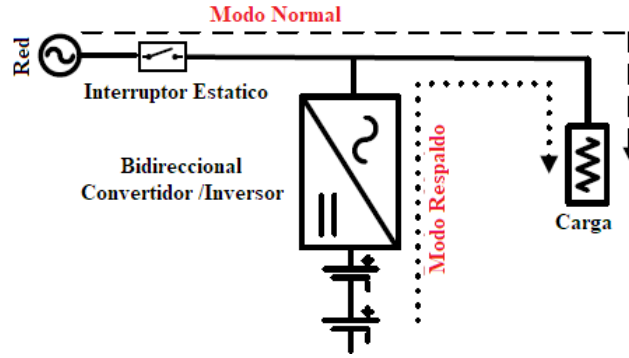 Modo Normal
Red
Interruptor Estatico
Bidireccional
Convertidor /Inversor
Modo Respaldo
Carga